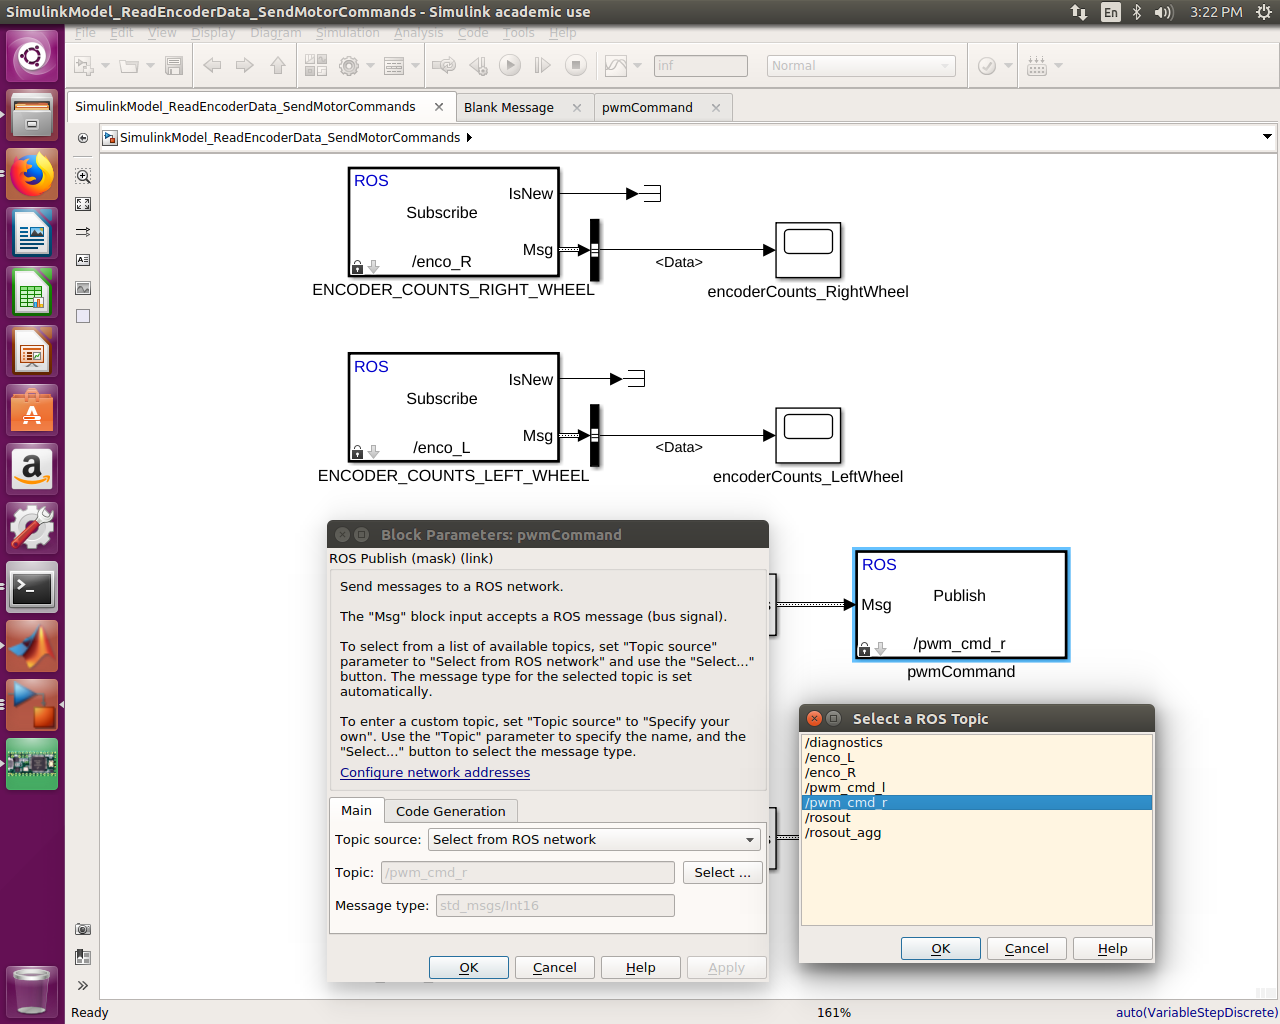 SimulinkModel_ReadEncoderData_SendMotorCommands - Simulink academic use
En
3:22 PM
File Edit View Display Diagram Simulation Analysis Code Tools Help
inf
Normal
SimulinkModel_ReadEncoderData_SendMotorCommands
Blank Message
pwmCommand
SimulinkModel_ReadEncoderData_SendMotorCommands
ROS
IsNew
Subscribe
Msg
/enco_R
<Data>
ENCODER_COUNTS_RIGHT_WHEEL
encoderCounts_RightWheel
ROS
IsNew
Subscribe
Msg
/enco_L
<Data>
ENCODER_COUNTS_LEFT_WHEEL
encoderCounts_LeftWheel
Block Parameters: pwmCommand
ROS Publish (mask) (link)
Send messages to a ROS network.
The "Msg" block input accepts a ROS message (bus signal).
To select from a list of available topics, set "Topic source"
parameter to "Select from ROS network" and use the "Select..."
button. The message type for the selected topic is set
automatically.
To enter a custom topic, set "Topic source" to "Specify your
own". Use the "Topic" parameter to specify the name, and the
"Select..." button to select the message type.
Configure network addresses
Main
Code Generation
Topic source: Select from ROS network
Topic: /pwm_cmd_r Select ...
Message type: std_msgs/Int16
OK Cancel Help Apply
ROS
Publish
Msg
/pwm_cmd_r
pwmCommand
Select a ROS Topic
/diagnostics
/enco_L
/enco_R
/pwm_cmd_l
/pwm_cmd_r
/rosout
/rosout_agg
OK Cancel Help
Ready
161%
auto(VariableStepDiscrete)